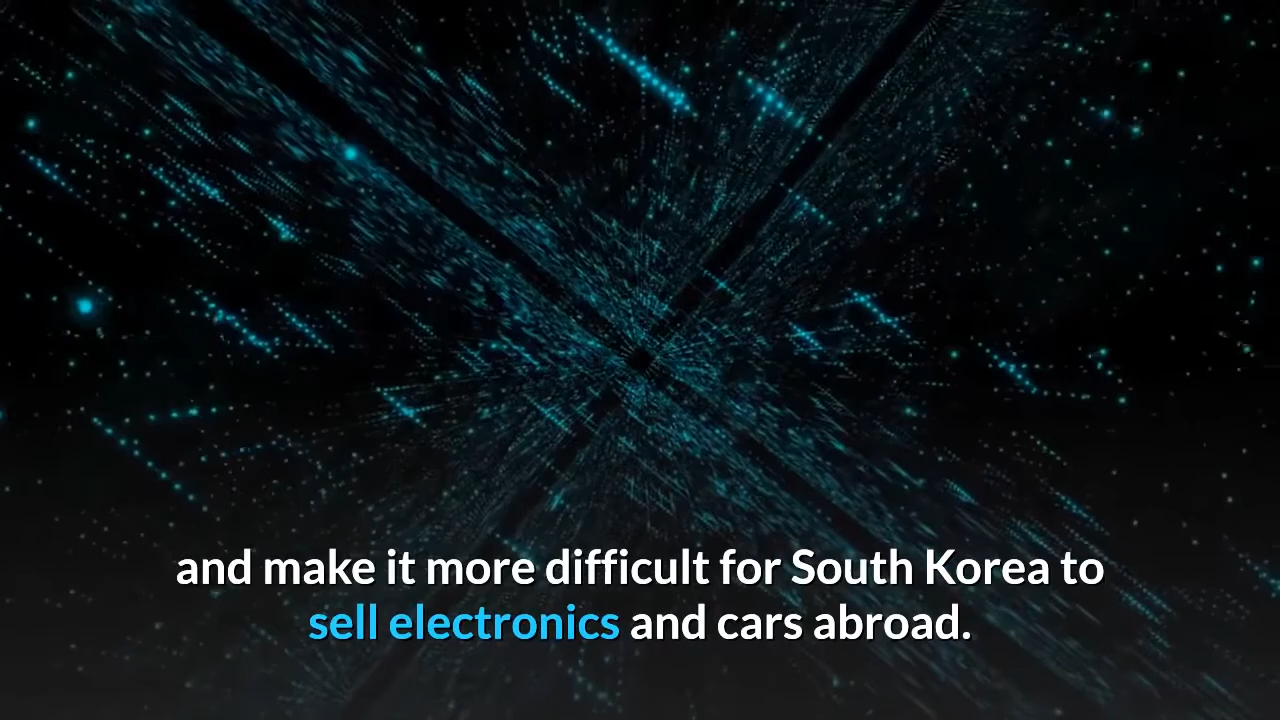 and make it more difficult for South Korea to
sell electronics and cars abroad.